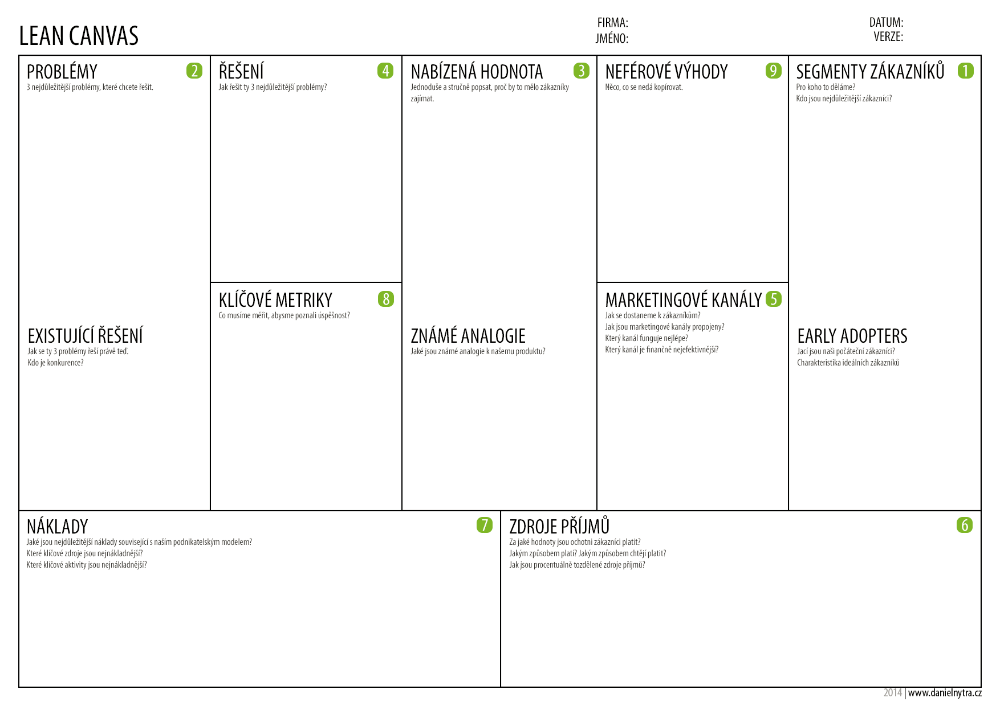 LEAN CANVAS
FIRMA:
JMÉNO:
DATUM:
VERZE:
PROBLÉMY 2
3 nejdůležitější problémy, které chcete řešit.
EXISTUJÍCÍ ŘEŠENÍ
Jak se ty 3 problémy řeší právě teď.
Kdo je konkurence?
ŘEŠENÍ 4
Jak řešit ty 3 nejdůležitější problémy?
KLÍČOVÉ METRIKY 8
Co musíme měřit, abysme poznali úspěšnost?
NABÍZENÁ HODNOTA 3
Jednoduše a stručně popsat, proč by to mělo zákazníky
zajímat.
ZNÁMÉ ANALOGIE
Jaké jsou známé analogie k našemu produktu?
NEFÉROVÉ VÝHODY 9
Něco, co se nedá kopírovat.
MARKETINGOVÉ KANÁLY 5
Jak se dostaneme k zákazníkům?
Jak jsou marketingové kanály propojeny?
Který kanál funguje nejlépe?
Který kanál je finančně nejefektivnější?
SEGMENTY ZÁKAZNÍKŮ 1
Pro koho to děláme?
Kdo jsou nejdůležitější zákazníci?
EARLY ADOPTERS
Jací jsou naši počáteční zákazníci?
Charakteristika ideálních zákazníků
NÁKLADY 7
Jaké jsou nejdůležitější náklady související s naším podnikatelským modelem?
Které klíčové zdroje jsou nejnákladnější?
Které klíčové aktivity jsou nejnákladnější?
ZDROJE PŘÍJMŮ 6
Za jaké hodnoty jsou ochotni zákazníci platit?
Jakým způsobem platí? Jakým způsobem chtějí platit?
Jak jsou procentuálně tozdělené zdroje příjmů?
2014 | www.danielnytra.cz